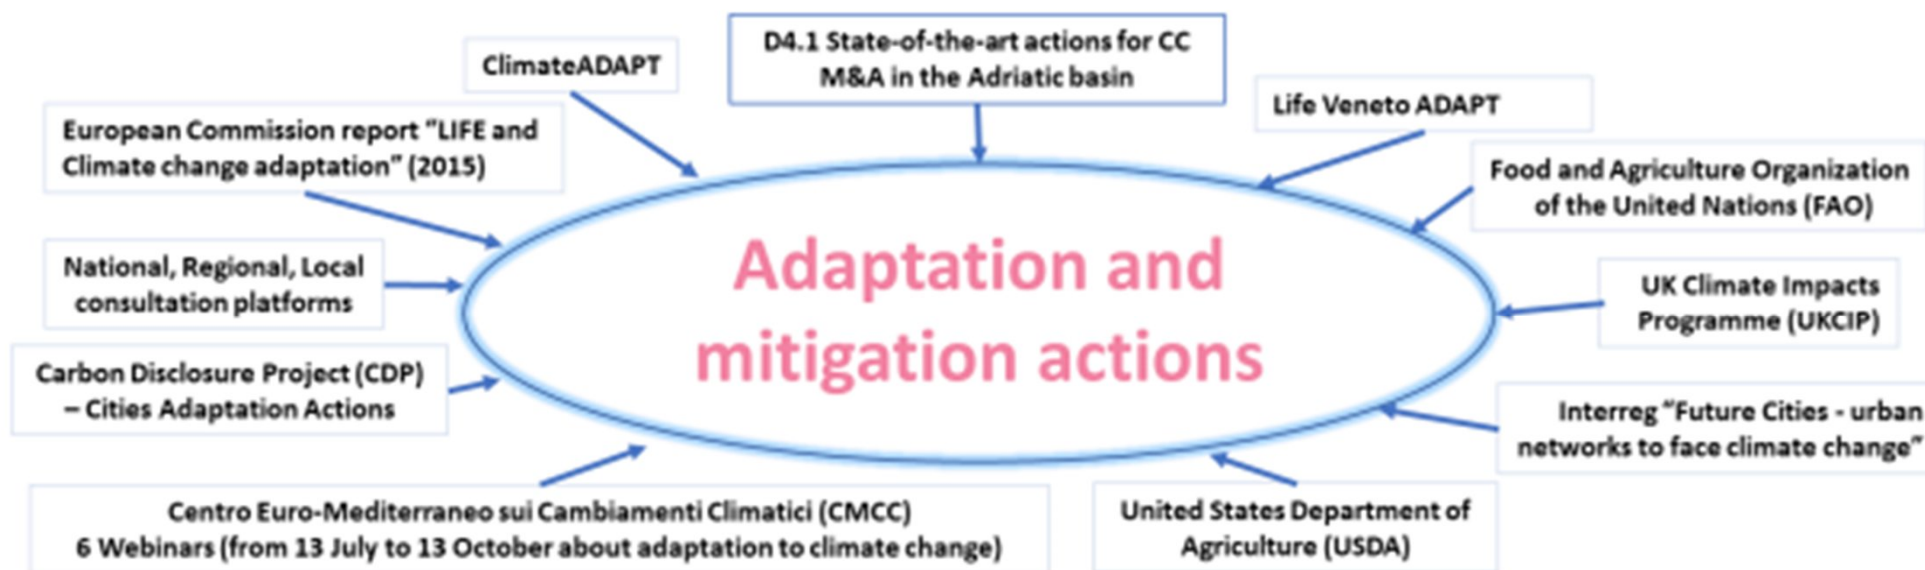 D4.1 State-of-the-art actions for CC
M&A in the Adriatic basin
ClimateADAPT
Life Veneto ADAPT
European Commission report "LIFE and
Climate change adaptation" (2015)
Food and Agriculture Organization
of the United Nations (FAO)
National, Regional, Local
consultation platforms
Adaptation and
mitigation actions
UK Climate Impacts
Programme (UKCIP)
Carbon Disclosure Project (CDP)
– Cities Adaptation Actions
Interreg "Future Cities - urban
networks to face climate change"
Centro Euro-Mediterraneo sui Cambiamenti Climatici (CMCC)
6 Webinars (from 13 July to 13 October about adaptation to climate change)
United States Department of
Agriculture (USDA)